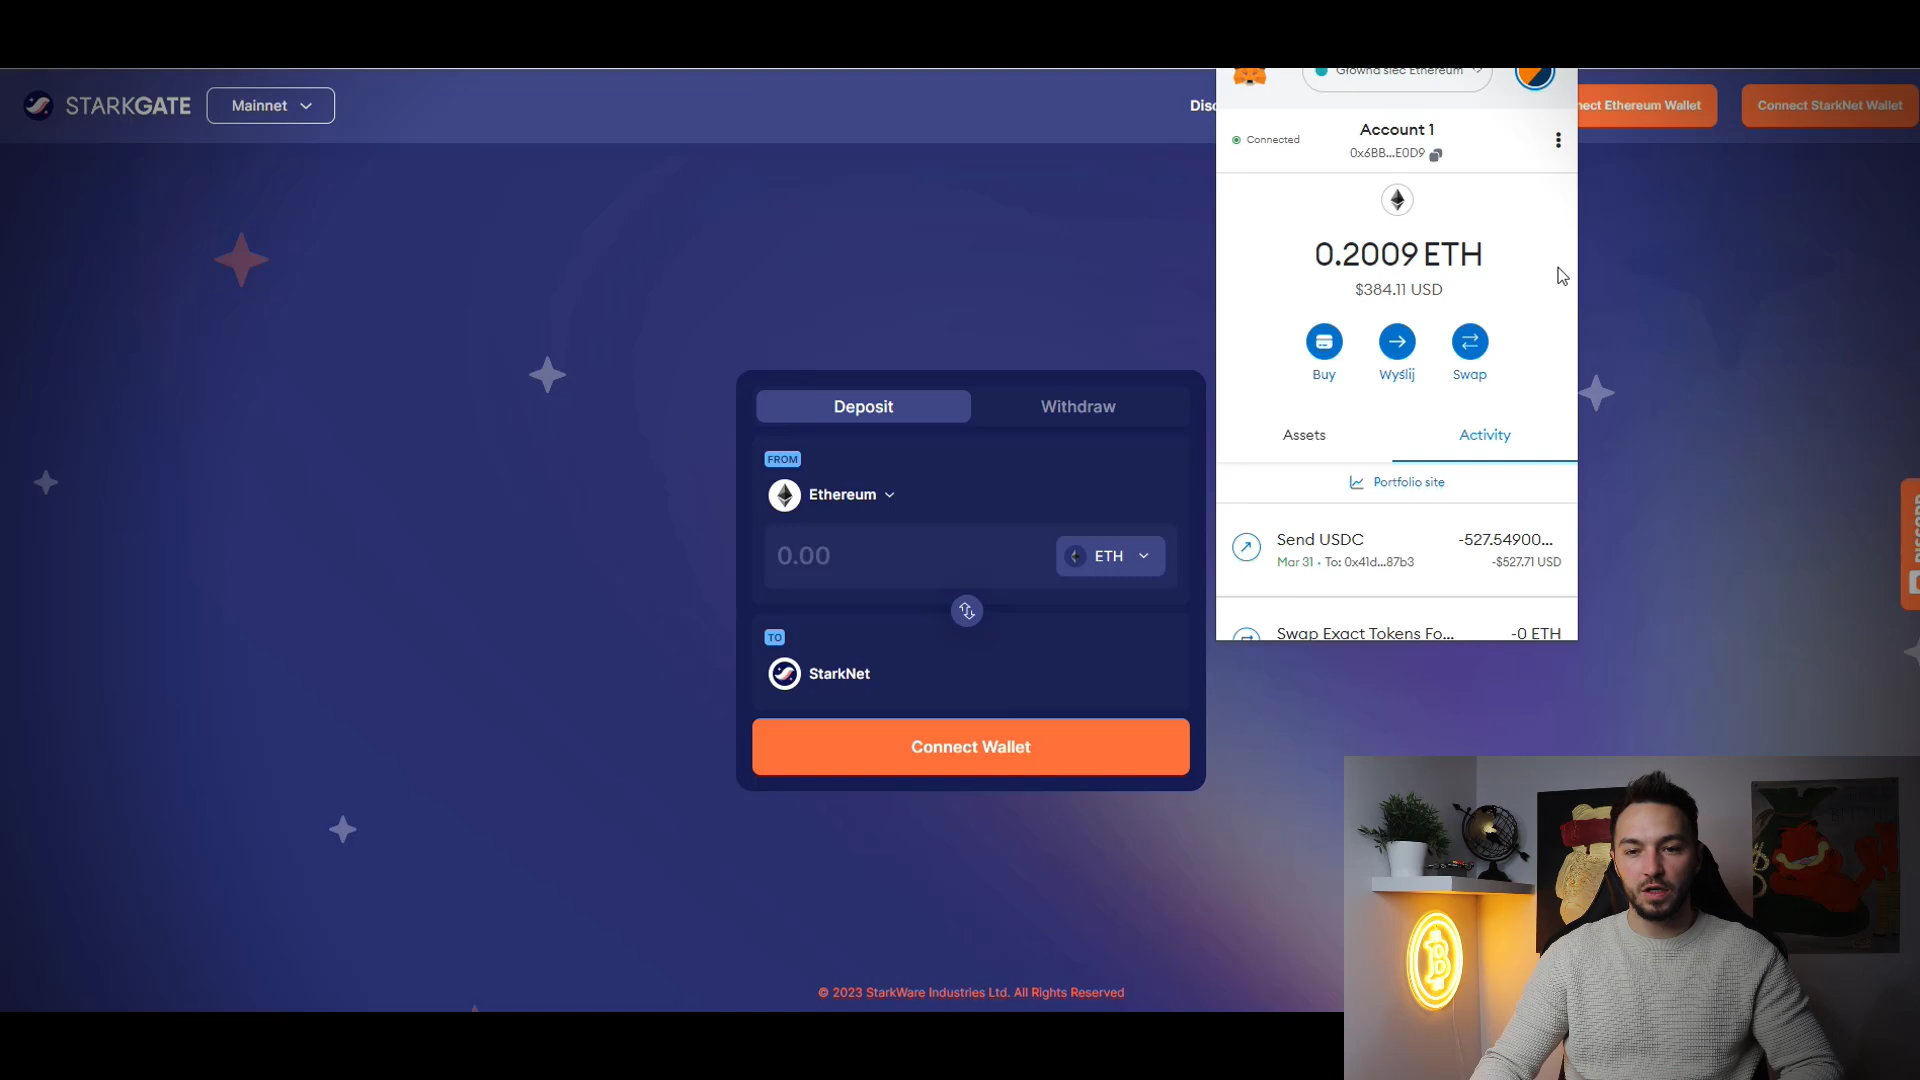 STARKGATE
Mainnet
Główna sieć Ethereum
Connect StarkNet Wallet
Ethereum Wallet
Connected
Account 1
0x6BB...E0D9
0.2009 ETH
$384.11 USD
Buy
Wyślij
Swap
Assets
Activity
Portfolio site
Send USDC
-527.54900...
Mar 31 · To: 0x41d...87b3
-$527.71 USD
Swap Exact Tokens Fo...
-0 ETH
Deposit
Withdraw
FROM
Ethereum
0.00
ETH
TO
StarkNet
Connect Wallet
DISCORD
© 2023 StarkWare Industries Ltd. All Rights Reserved